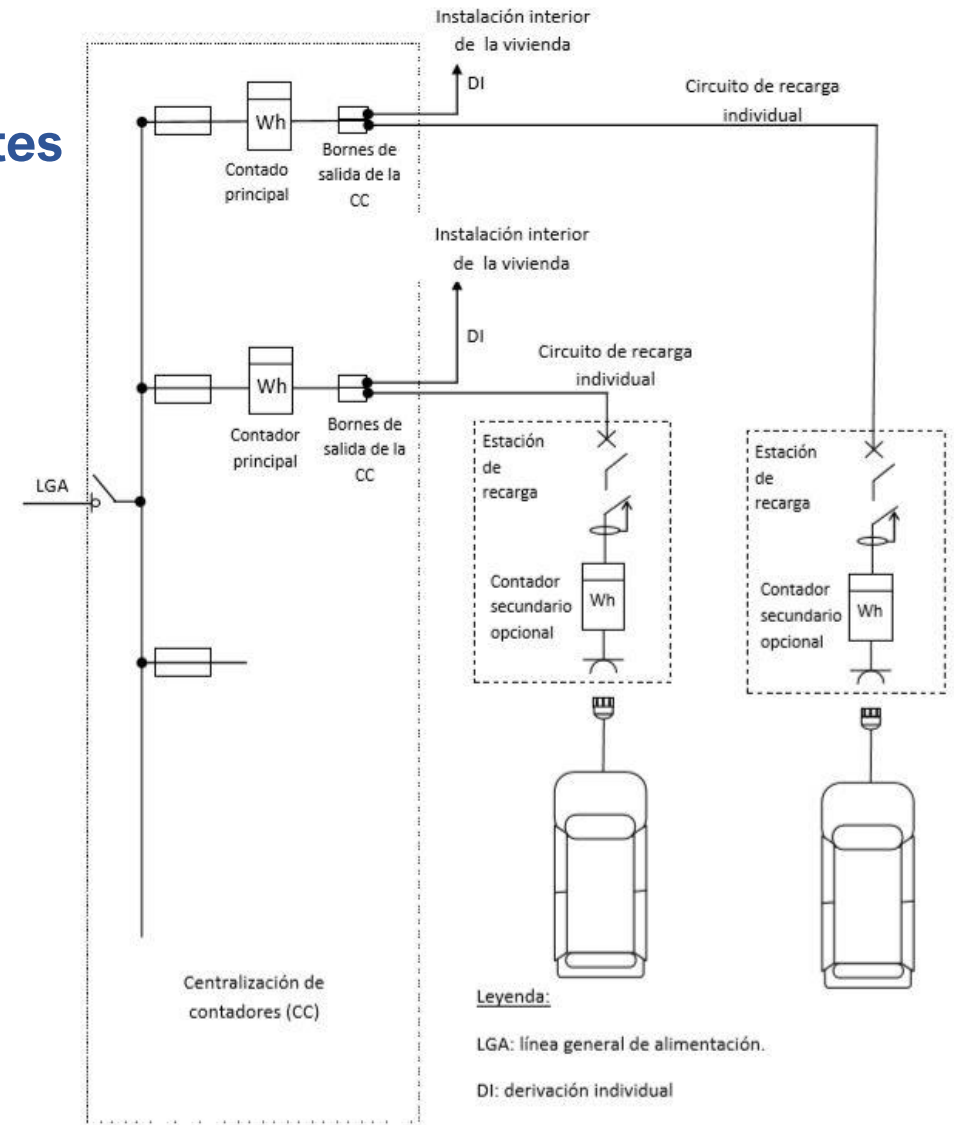 Instalación interior
de la vivienda
DI
Circuito de recarga
individual
tes
Wh
Contado
principal
Bornes de
salida de la
CC
Instalación interior
de la vivienda
DI
Circuito de recarga
individual
Wh
Contador
principal
Bornes de
salida de la
CC
LGA
Estación
de
recarga
Contador
secundario
opcional
Wh
Estación
de
recarga
Contador
secundario
opcional
Wh
Centralización de
contadores (CC)
Leyenda:
LGA: línea general de alimentación.
DI: derivación individual